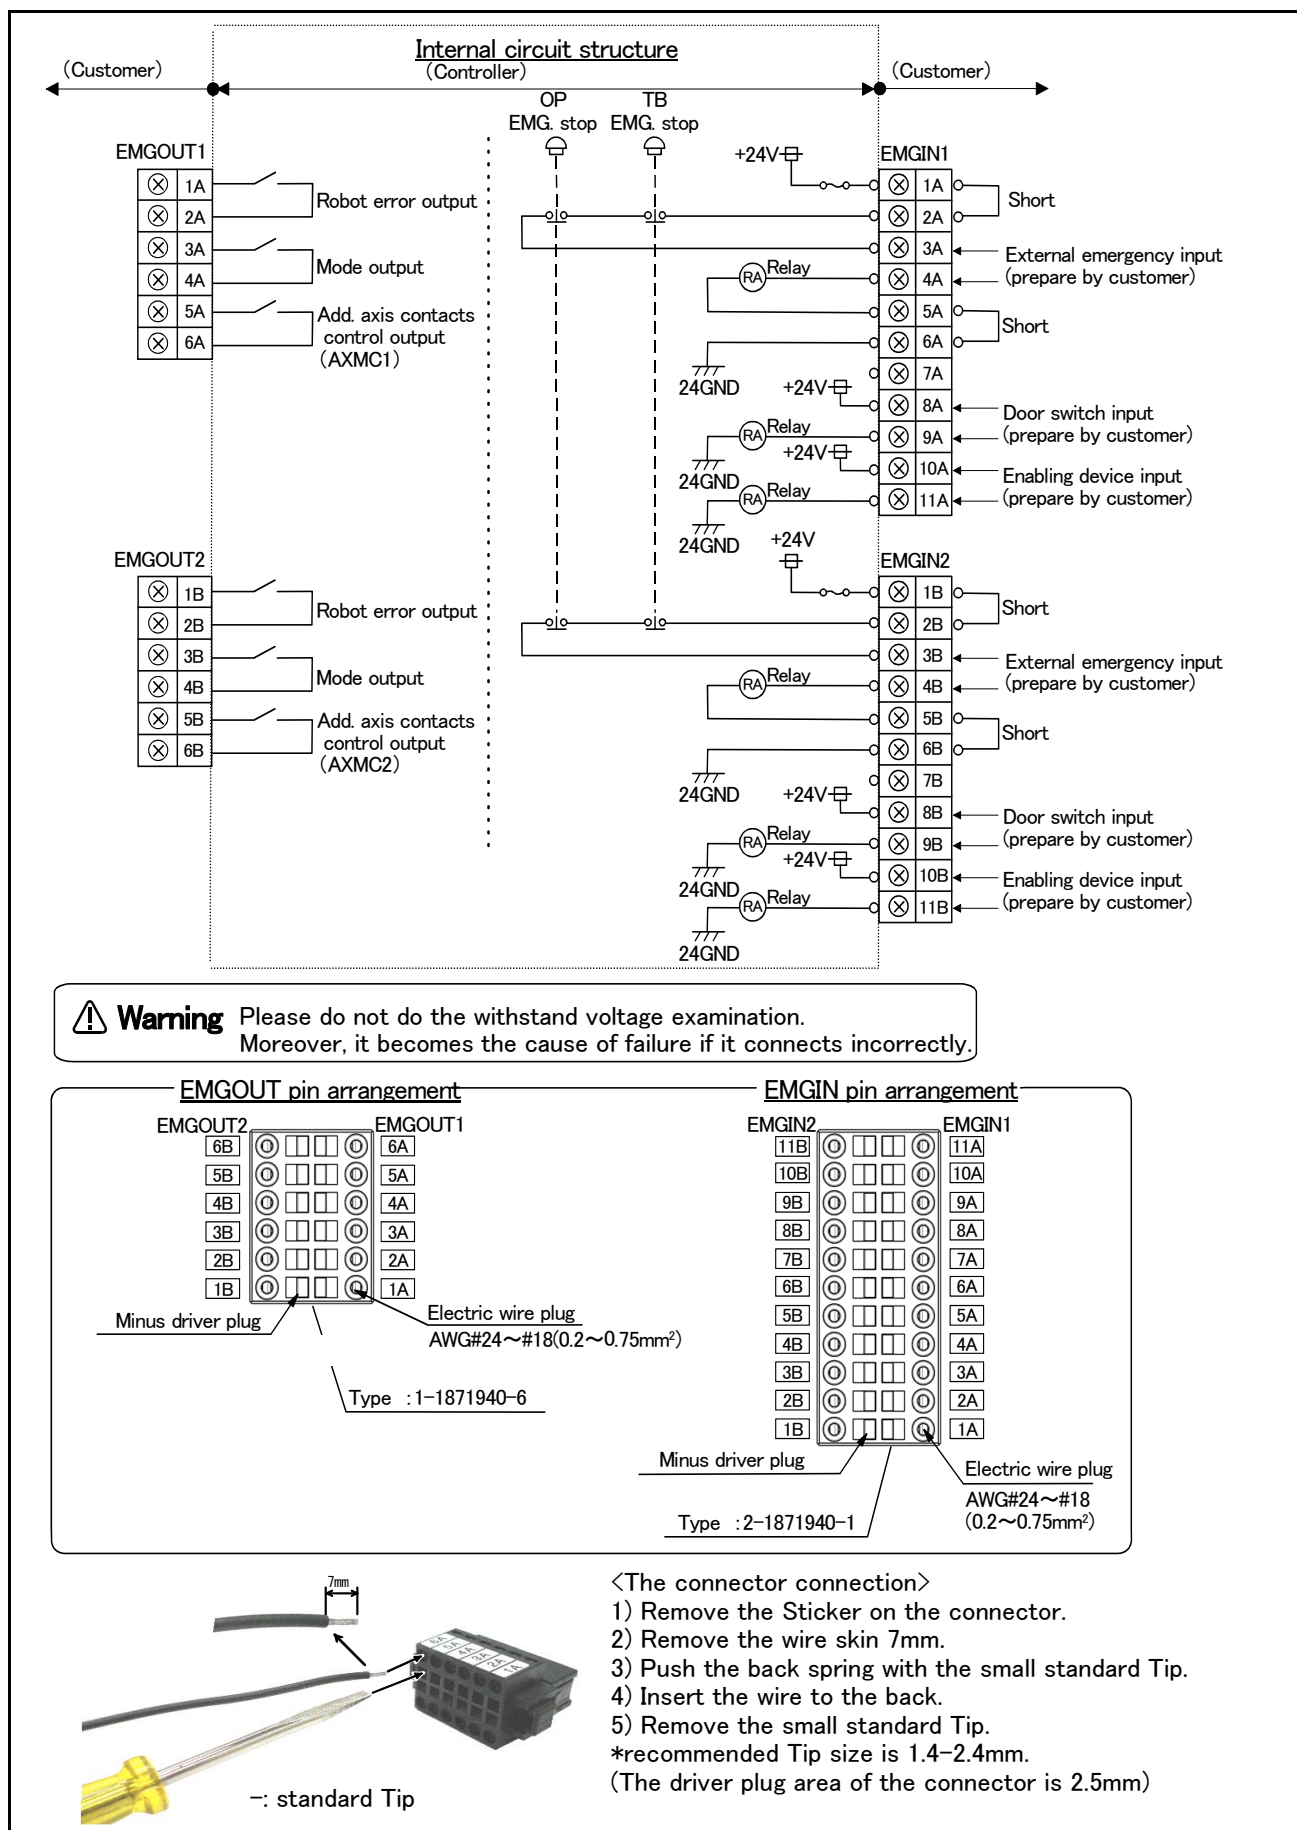 Internal circuit structure
(Customer)
(Controller)
(Customer)
OP
EMG. stop
TB
EMG. stop
EMGOUT1
1A
2A
3A
4A
5A
6A
Robot error output
Mode output
Add. axis contacts
control output
(AXMC1)
+24V
EMGIN1
1A
2A
3A
4A
5A
6A
7A
8A
9A
10A
11A
Short
External emergency input
(prepare by customer)
RA
Relay
Short
24GND
+24V
Door switch input
(prepare by customer)
RA
Relay
24GND
+24V
Enabling device input
(prepare by customer)
RA
Relay
24GND
EMGOUT2
1B
2B
3B
4B
5B
6B
Robot error output
Mode output
Add. axis contacts
control output
(AXMC2)
+24V
EMGIN2
1B
2B
3B
4B
5B
6B
7B
8B
9B
10B
11B
Short
External emergency input
(prepare by customer)
RA
Relay
Short
24GND
+24V
Door switch input
(prepare by customer)
RA
Relay
24GND
+24V
Enabling device input
(prepare by customer)
RA
Relay
24GND
Warning
Please do not do the withstand voltage examination.
Moreover, it becomes the cause of failure if it connects incorrectly.
EMGOUT pin arrangement
EMGOUT2
EMGOUT1
6B
6A
5B
5A
4B
4A
3B
3A
2B
2A
1B
1A
Minus driver plug
Electric wire plug
AWG#24～#18(0.2～0.75mm²)
Type :1-1871940-6
EMGIN pin arrangement
EMGIN2
EMGIN1
11B
11A
10B
10A
9B
9A
8B
8A
7B
7A
6B
6A
5B
5A
4B
4A
3B
3A
2B
2A
1B
1A
Minus driver plug
Electric wire plug
AWG#24～#18
(0.2～0.75mm²)
Type :2-1871940-1
7mm
6A
5A
4A
3A
2A
1A
-: standard Tip
<The connector connection>
1) Remove the Sticker on the connector.
2) Remove the wire skin 7mm.
3) Push the back spring with the small standard Tip.
4) Insert the wire to the back.
5) Remove the small standard Tip.
*recommended Tip size is 1.4-2.4mm.
(The driver plug area of the connector is 2.5mm)